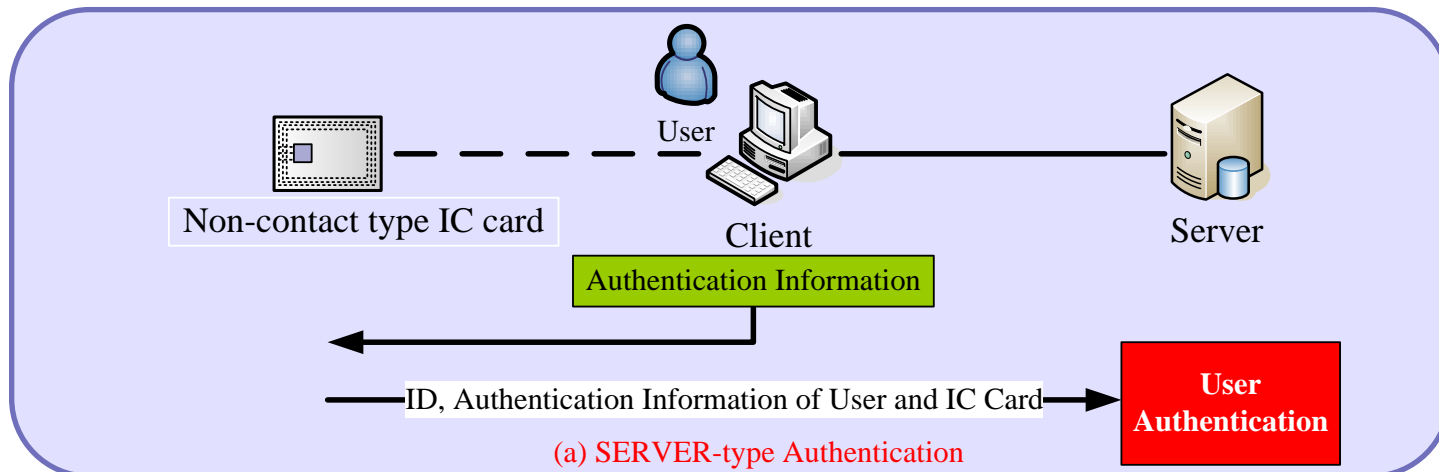 User
Non-contact type IC card
Client
Server
Authentication Information
ID, Authentication Information of User and IC Card
User
Authentication
(a) SERVER-type Authentication